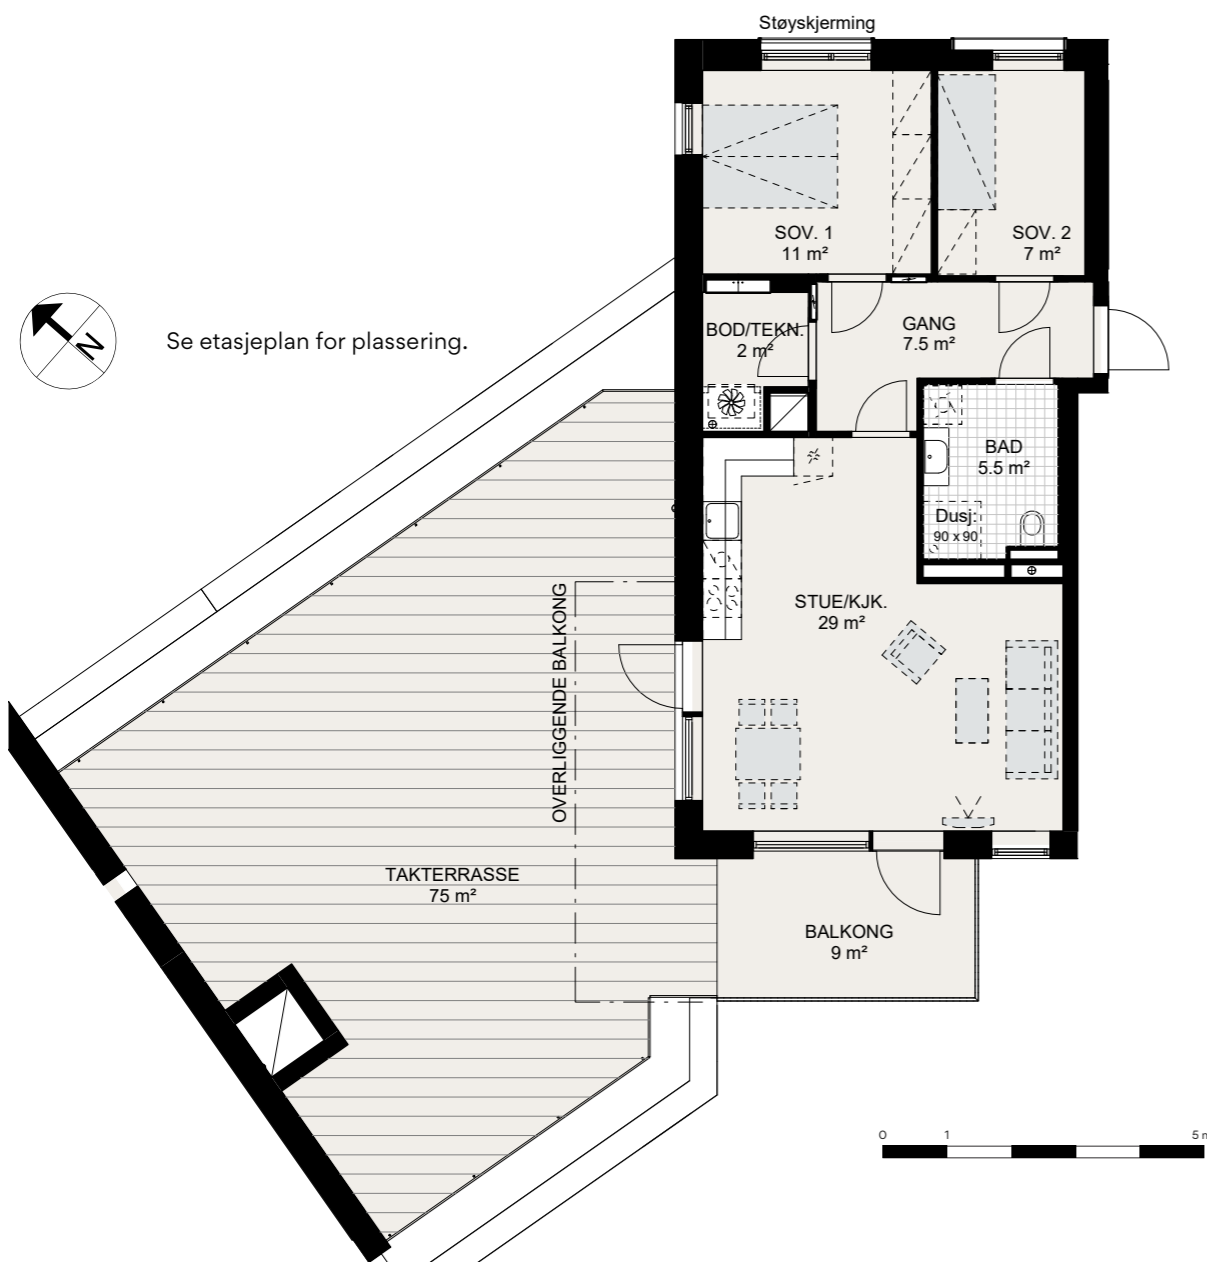 Støyskjerming
SOV. 1
11 m²
SOV. 2
7 m²
N
Se etasjeplan for plassering.
BOD/TEKN.
2 m²
GANG
7.5 m²
BAD
5.5 m²
Dusj:
90 x 90
STUE/KJK.
29 m²
OVERLIGGENDE BALKONG
TAKTERRASSE
75 m²
BALKONG
9 m²
0 1 5 m